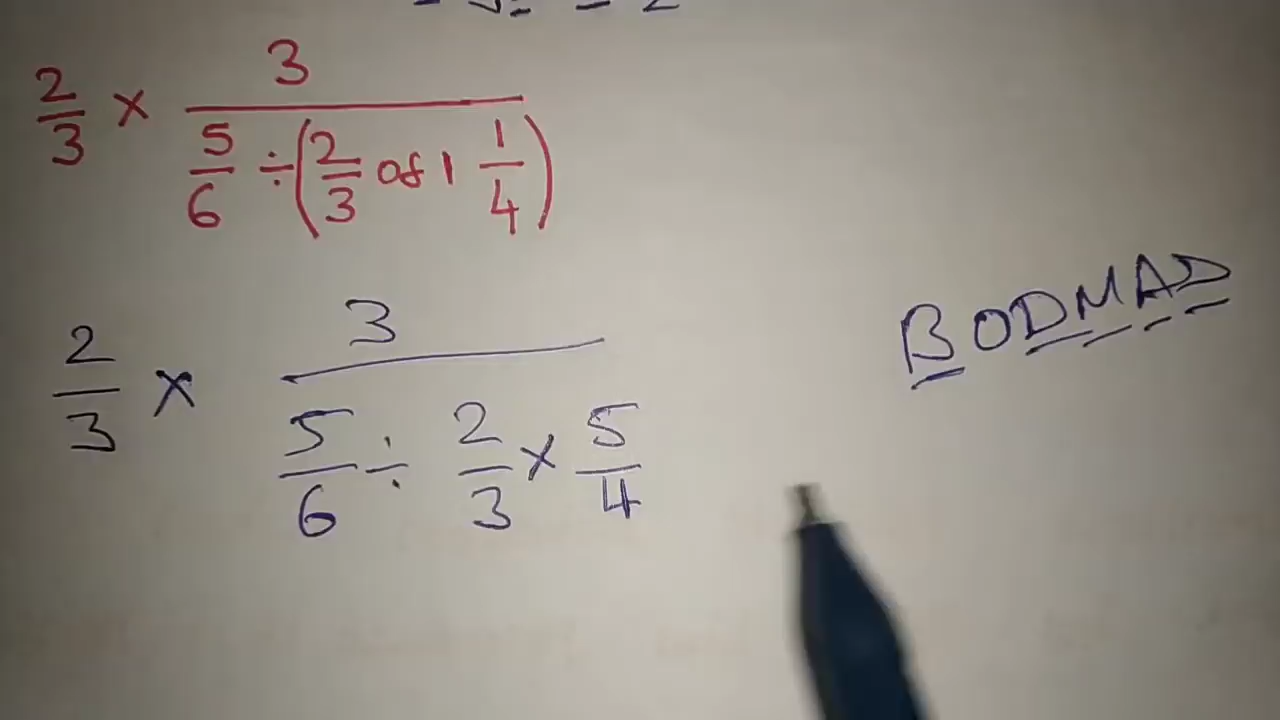 2/3 × 3/(5/6 ÷ (2/3 of 1 1/4))
BODMAD
2/3 × 3/(5/6 ÷ 2/3 × 5/4)